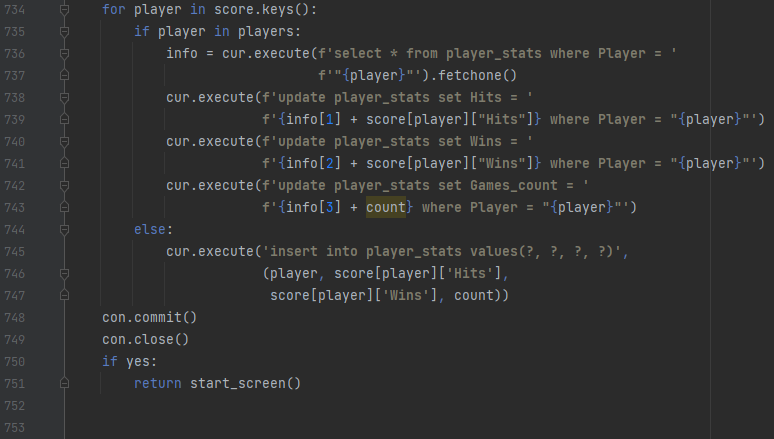 734 for player in score.keys():
735 if player in players:
736 info = cur.execute(f'select * from player_stats where Player = '
737 f'"{player}"').fetchone()
738 cur.execute(f'update player_stats set Hits = '
739 f'{info[1] + score[player]["Hits"]} where Player = "{player}"')
740 cur.execute(f'update player_stats set Wins = '
741 f'{info[2] + score[player]["Wins"]} where Player = "{player}"')
742 cur.execute(f'update player_stats set Games_count = '
743 f'{info[3] + count} where Player = "{player}"')
744 else:
745 cur.execute('insert into player_stats values(?, ?, ?, ?)',
746 (player, score[player]['Hits'],
747 score[player]['Wins'], count))
748 con.commit()
749 con.close()
750 if yes:
751 return start_screen()
752
753